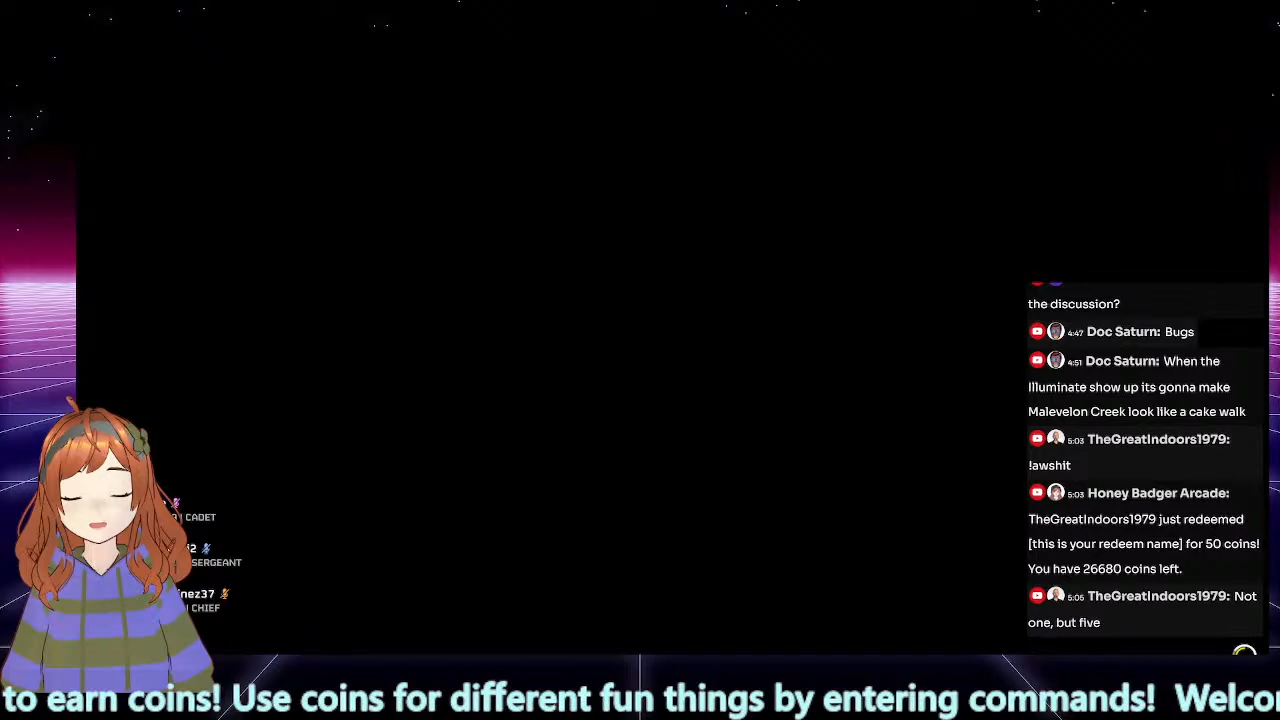 the discussion?
4:47 Doc Saturn: Bugs
4:51 Doc Saturn: When the
Illuminate show up its gonna make
Malevelon Creek look like a cake walk
5:03 TheGreatIndoors1979:
!awshit
5:03 Honey Badger Arcade:
TheGreatIndoors1979 just redeemed
[this is your redeem name] for 50 coins!
You have 26680 coins left.
5:05 TheGreatIndoors1979: Not
one, but five
CADET
2
SERGEANT
nez37
CHIEF
to earn coins! Use coins for different fun things by entering commands! Welco